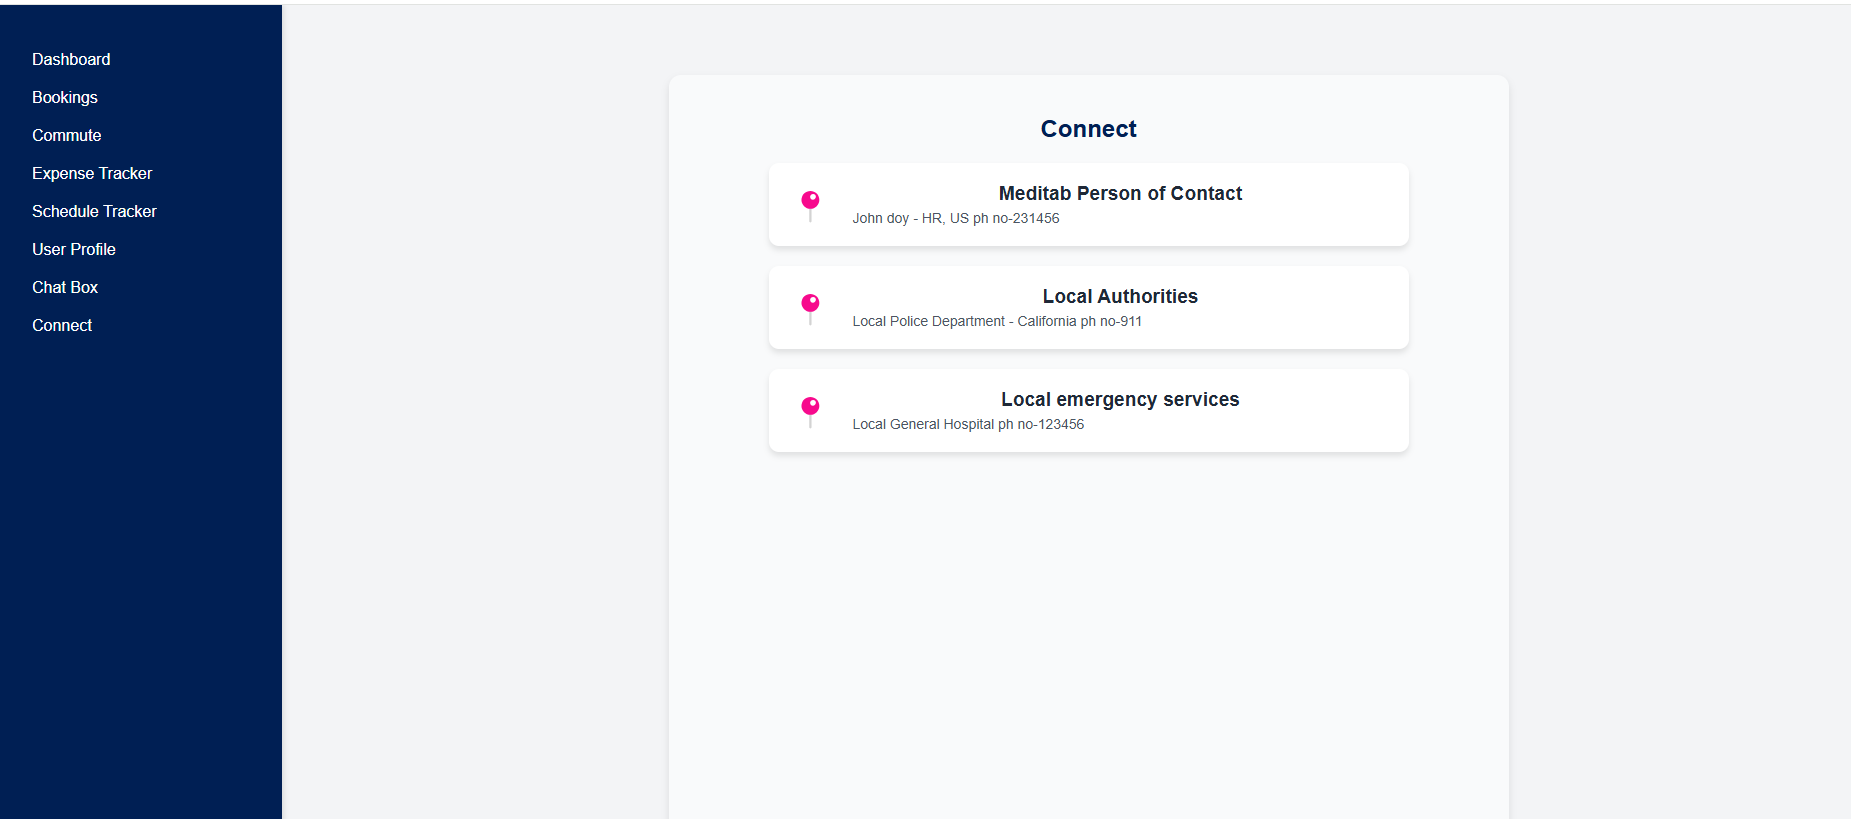 Dashboard
Bookings
Commute
Expense Tracker
Schedule Tracker
User Profile
Chat Box
Connect
Connect
Meditab Person of Contact
John doy - HR, US ph no-231456
Local Authorities
Local Police Department - California ph no-911
Local emergency services
Local General Hospital ph no-123456